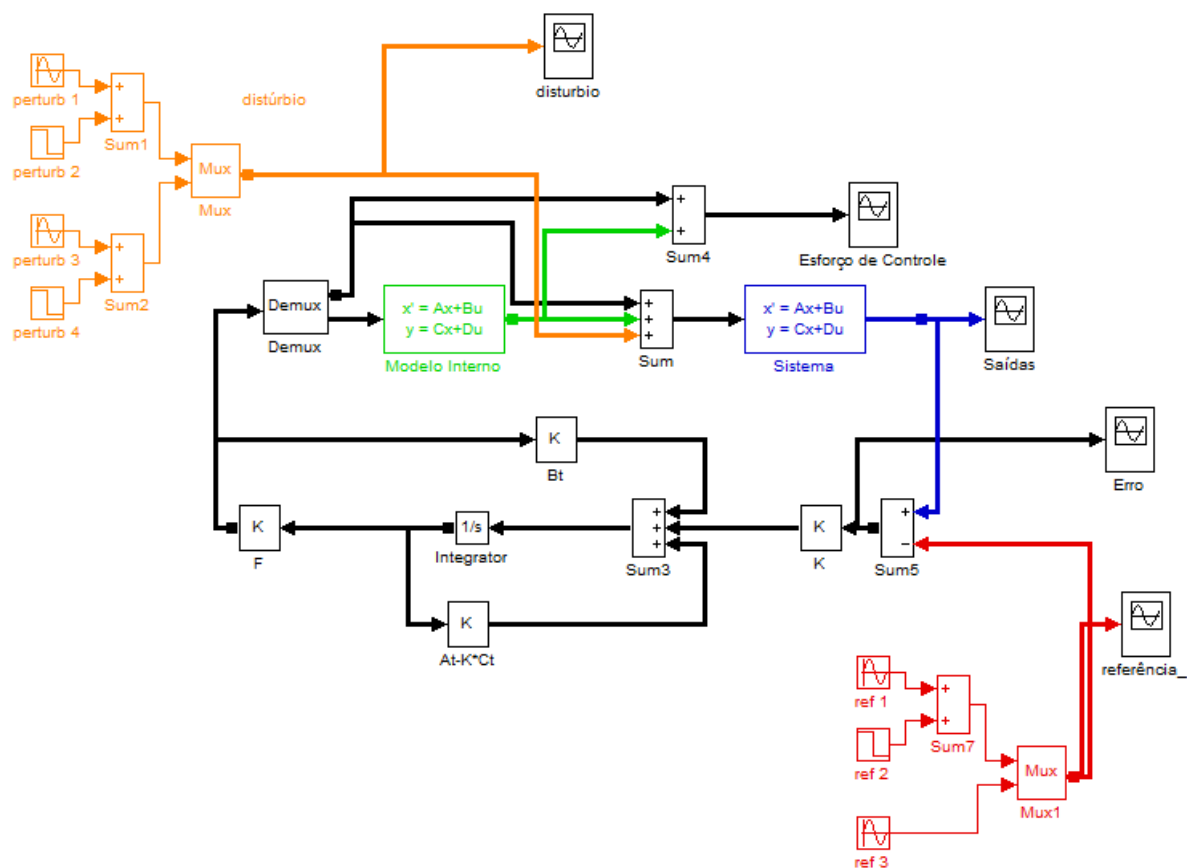 disturbio
perturb 1
distúrbio
+
+
Sum1
perturb 2
Mux
Mux
perturb 3
+
+
Sum2
perturb 4
+
+
Sum4
Esforço de Controle
Demux
Demux
x' = Ax+Bu
y = Cx+Du
Modelo Interno
+
+
+
Sum
x' = Ax+Bu
y = Cx+Du
Sistema
Saídas
K
Bt
Erro
K
F
1/s
Integrator
+
+
+
Sum3
K
K
+
−
Sum5
K
At-K*Ct
referência_
ref 1
+
+
Sum7
ref 2
Mux
Mux1
ref 3